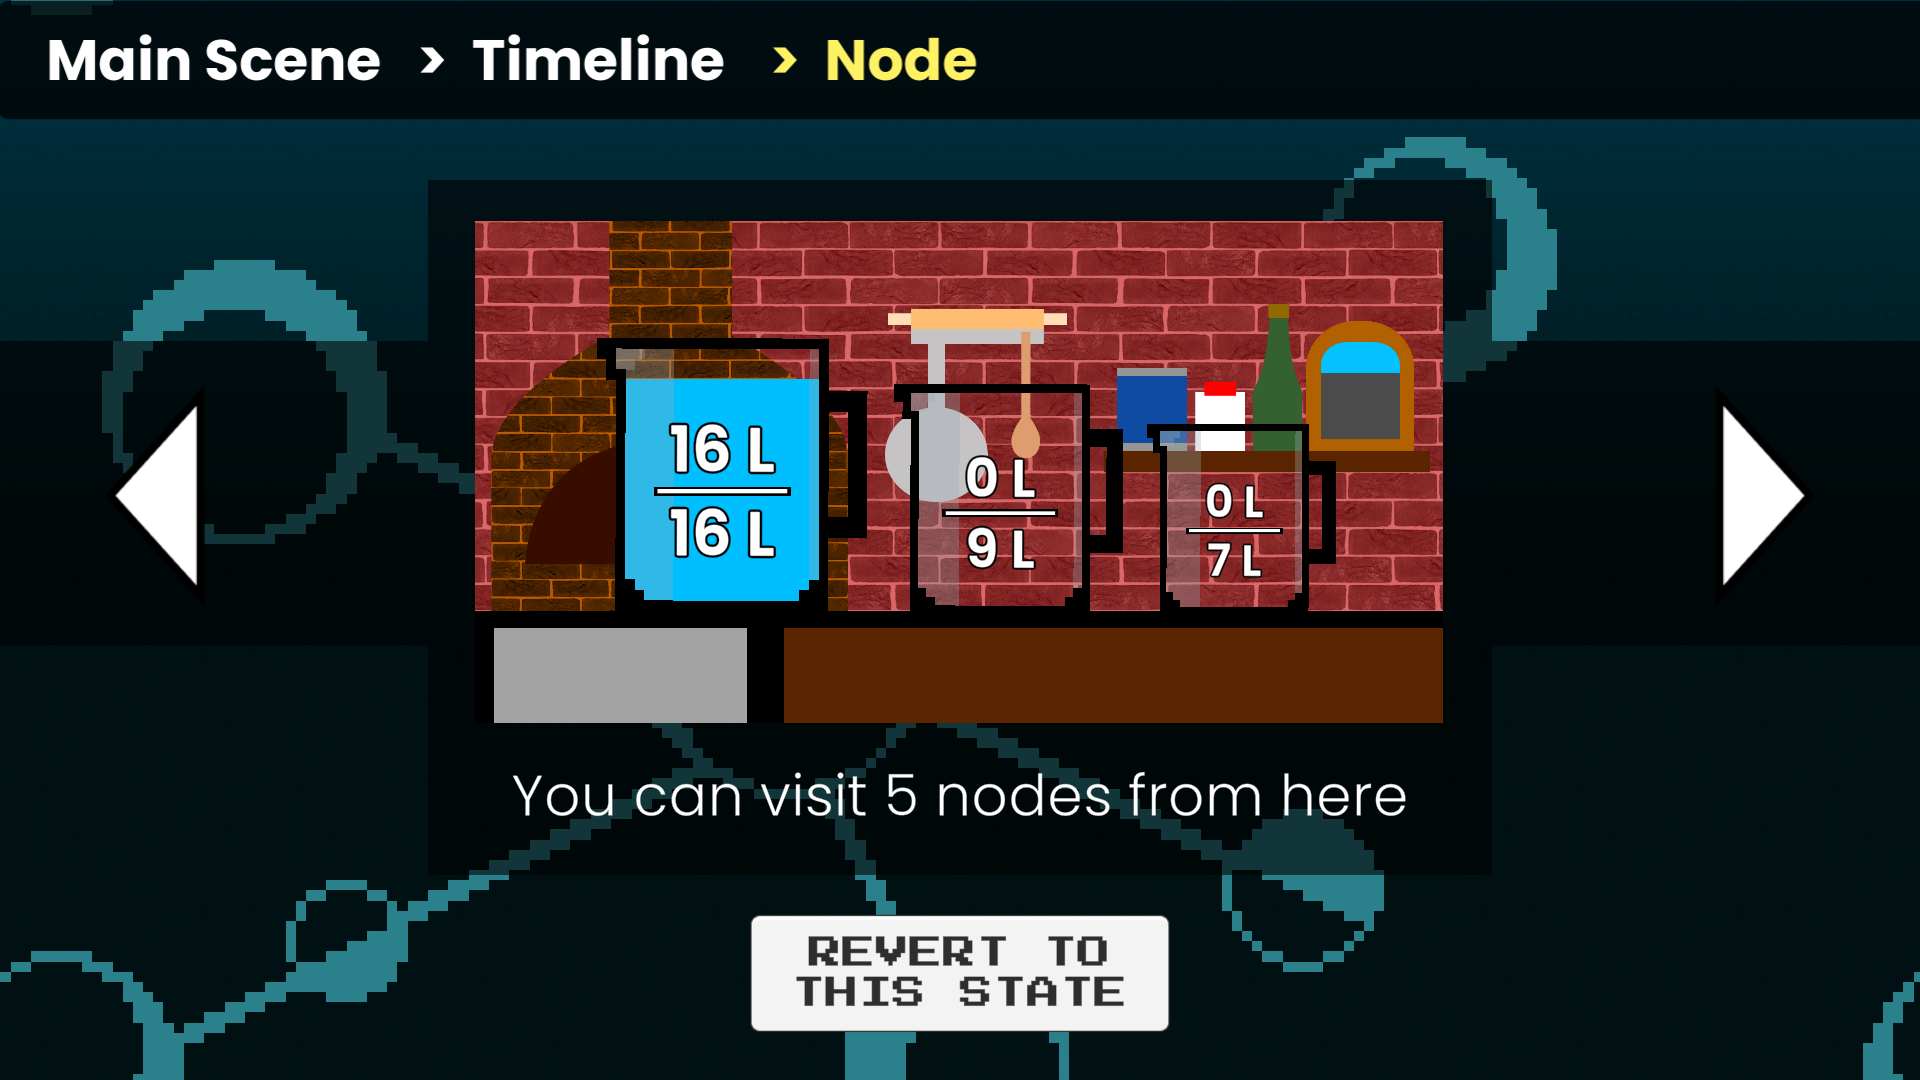 Main Scene > Timeline > Node
16 L
16 L
0 L
9 L
0 L
7 L
You can visit 5 nodes from here
REVERT TO
THIS STATE